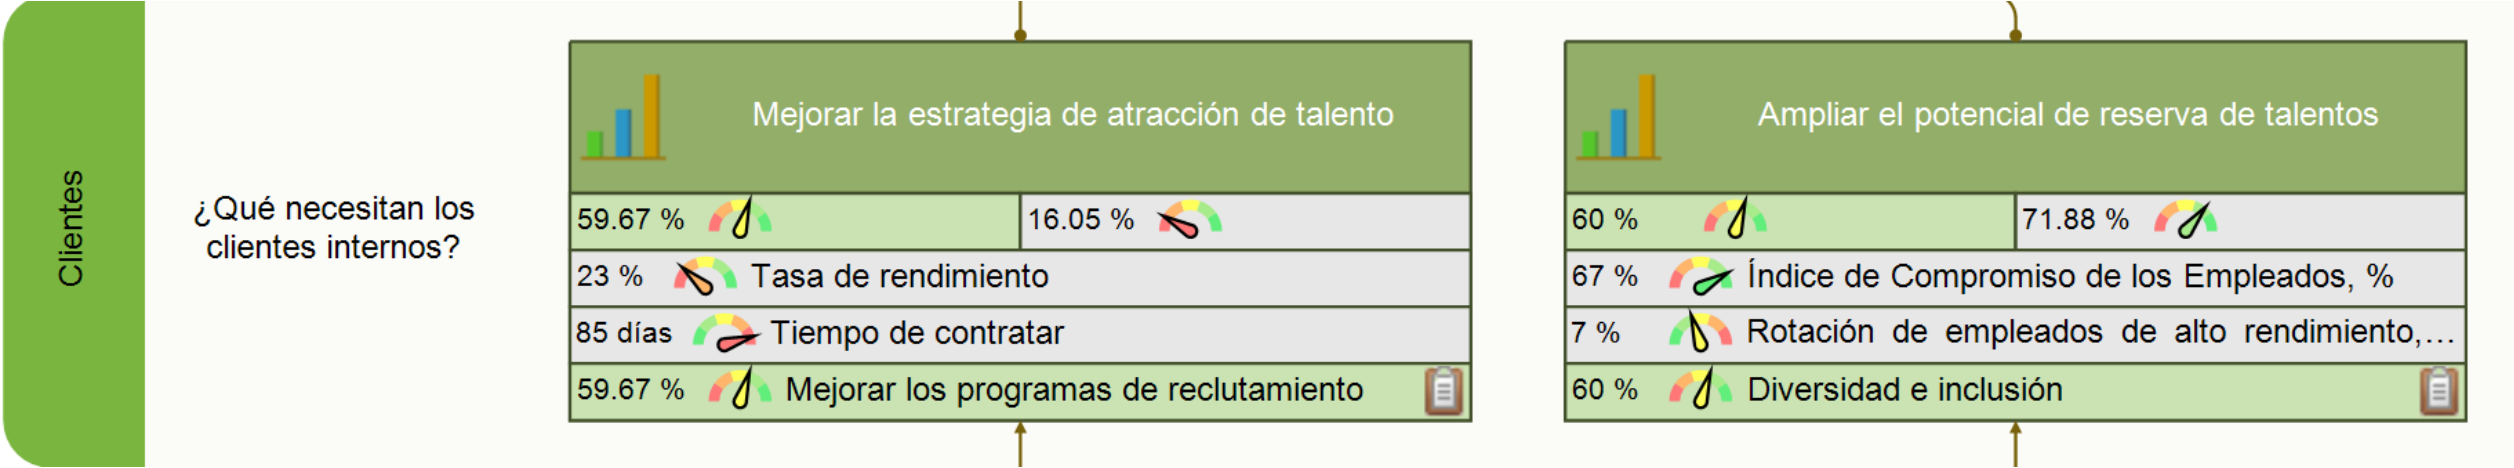 Clientes
¿Qué necesitan los
clientes internos?
Mejorar la estrategia de atracción de talento
59.67 %
16.05 %
23 % Tasa de rendimiento
85 días Tiempo de contratar
59.67 % Mejorar los programas de reclutamiento
Ampliar el potencial de reserva de talentos
60 %
71.88 %
67 % Índice de Compromiso de los Empleados, %
7 % Rotación de empleados de alto rendimiento,...
60 % Diversidad e inclusión